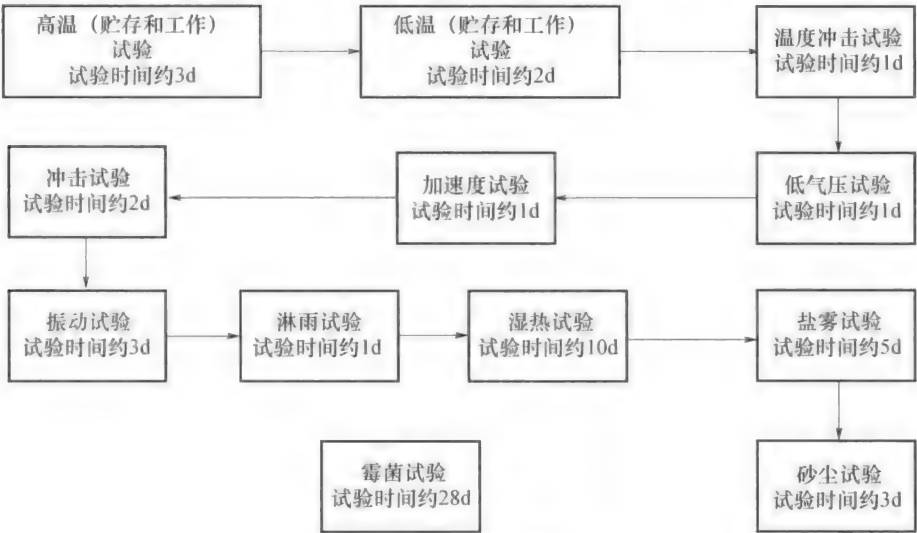 高温（贮存和工作）
试验
试验时间约3d
低温（贮存和工作）
试验
试验时间约2d
温度冲击试验
试验时间约1d
低气压试验
试验时间约1d
加速度试验
试验时间约1d
冲击试验
试验时间约2d
振动试验
试验时间约3d
淋雨试验
试验时间约1d
湿热试验
试验时间约10d
盐雾试验
试验时间约5d
砂尘试验
试验时间约3d
霉菌试验
试验时间约28d